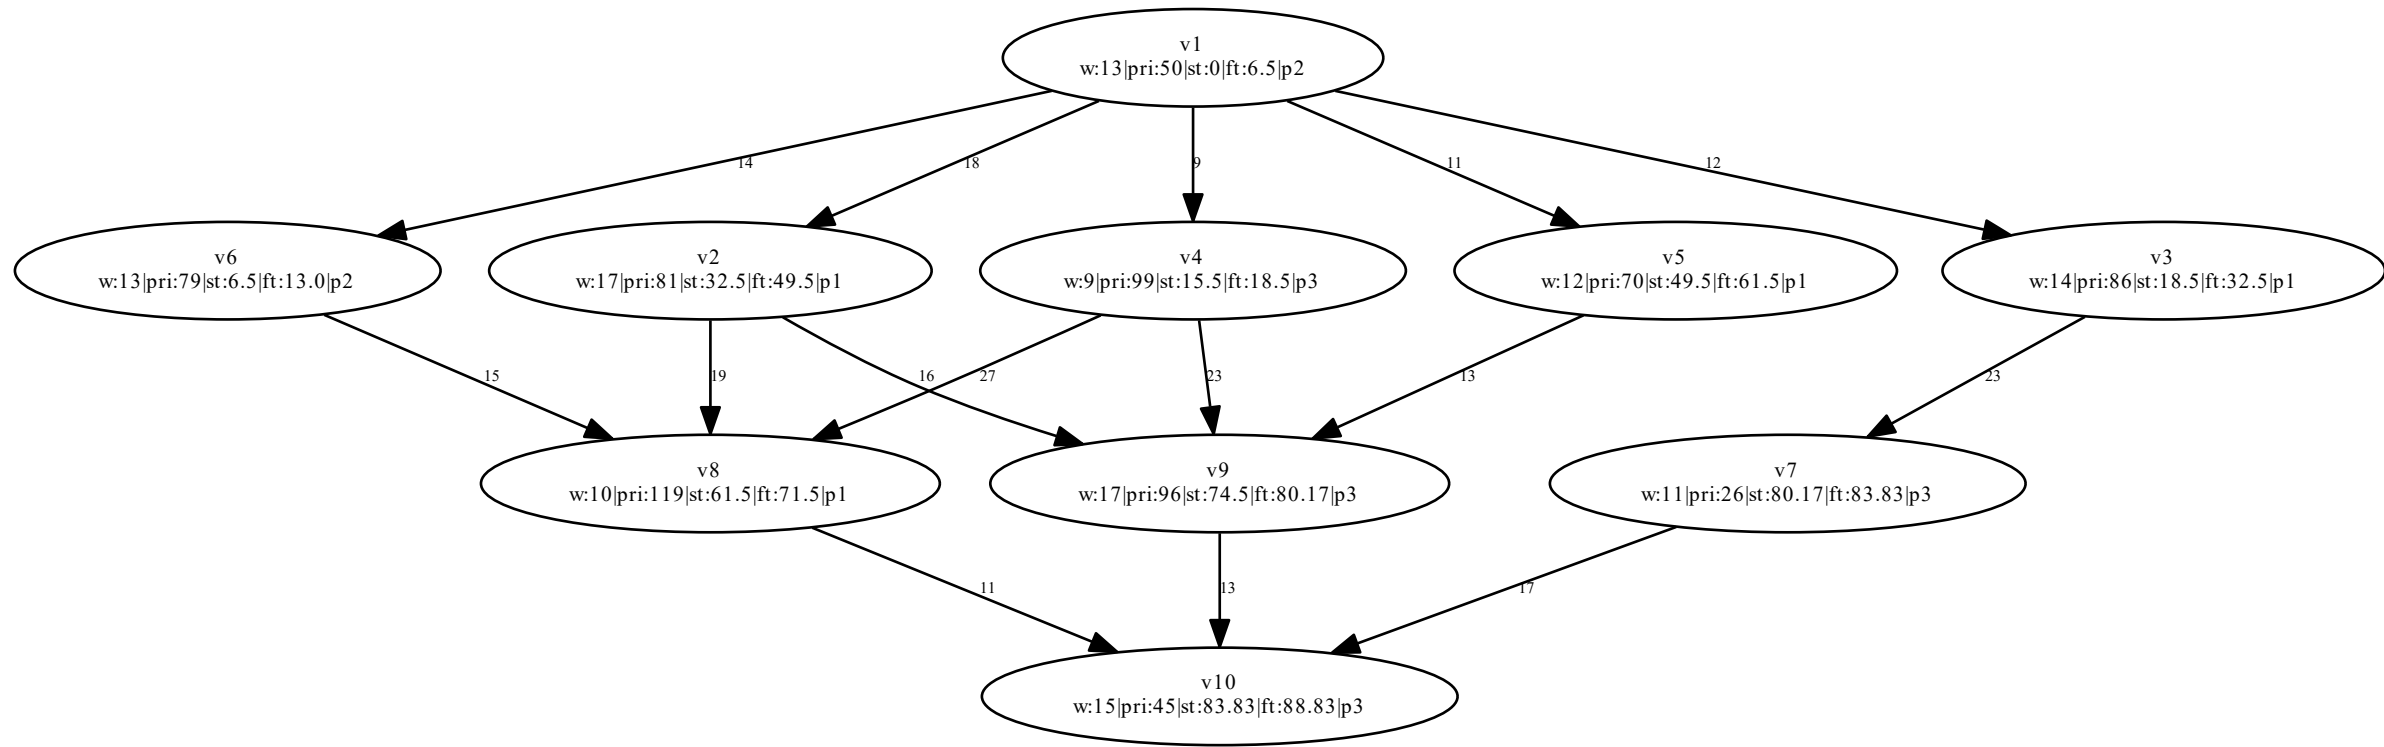 v1
w:13|pri:50|st:0|ft:6.5|p2
14
18
9
11
12
v6
w:13|pri:79|st:6.5|ft:13.0|p2
v2
w:17|pri:81|st:32.5|ft:49.5|p1
v4
w:9|pri:99|st:15.5|ft:18.5|p3
v5
w:12|pri:70|st:49.5|ft:61.5|p1
v3
w:14|pri:86|st:18.5|ft:32.5|p1
15
19
16
27
23
13
23
v8
w:10|pri:119|st:61.5|ft:71.5|p1
v9
w:17|pri:96|st:74.5|ft:80.17|p3
v7
w:11|pri:26|st:80.17|ft:83.83|p3
11
13
17
v10
w:15|pri:45|st:83.83|ft:88.83|p3